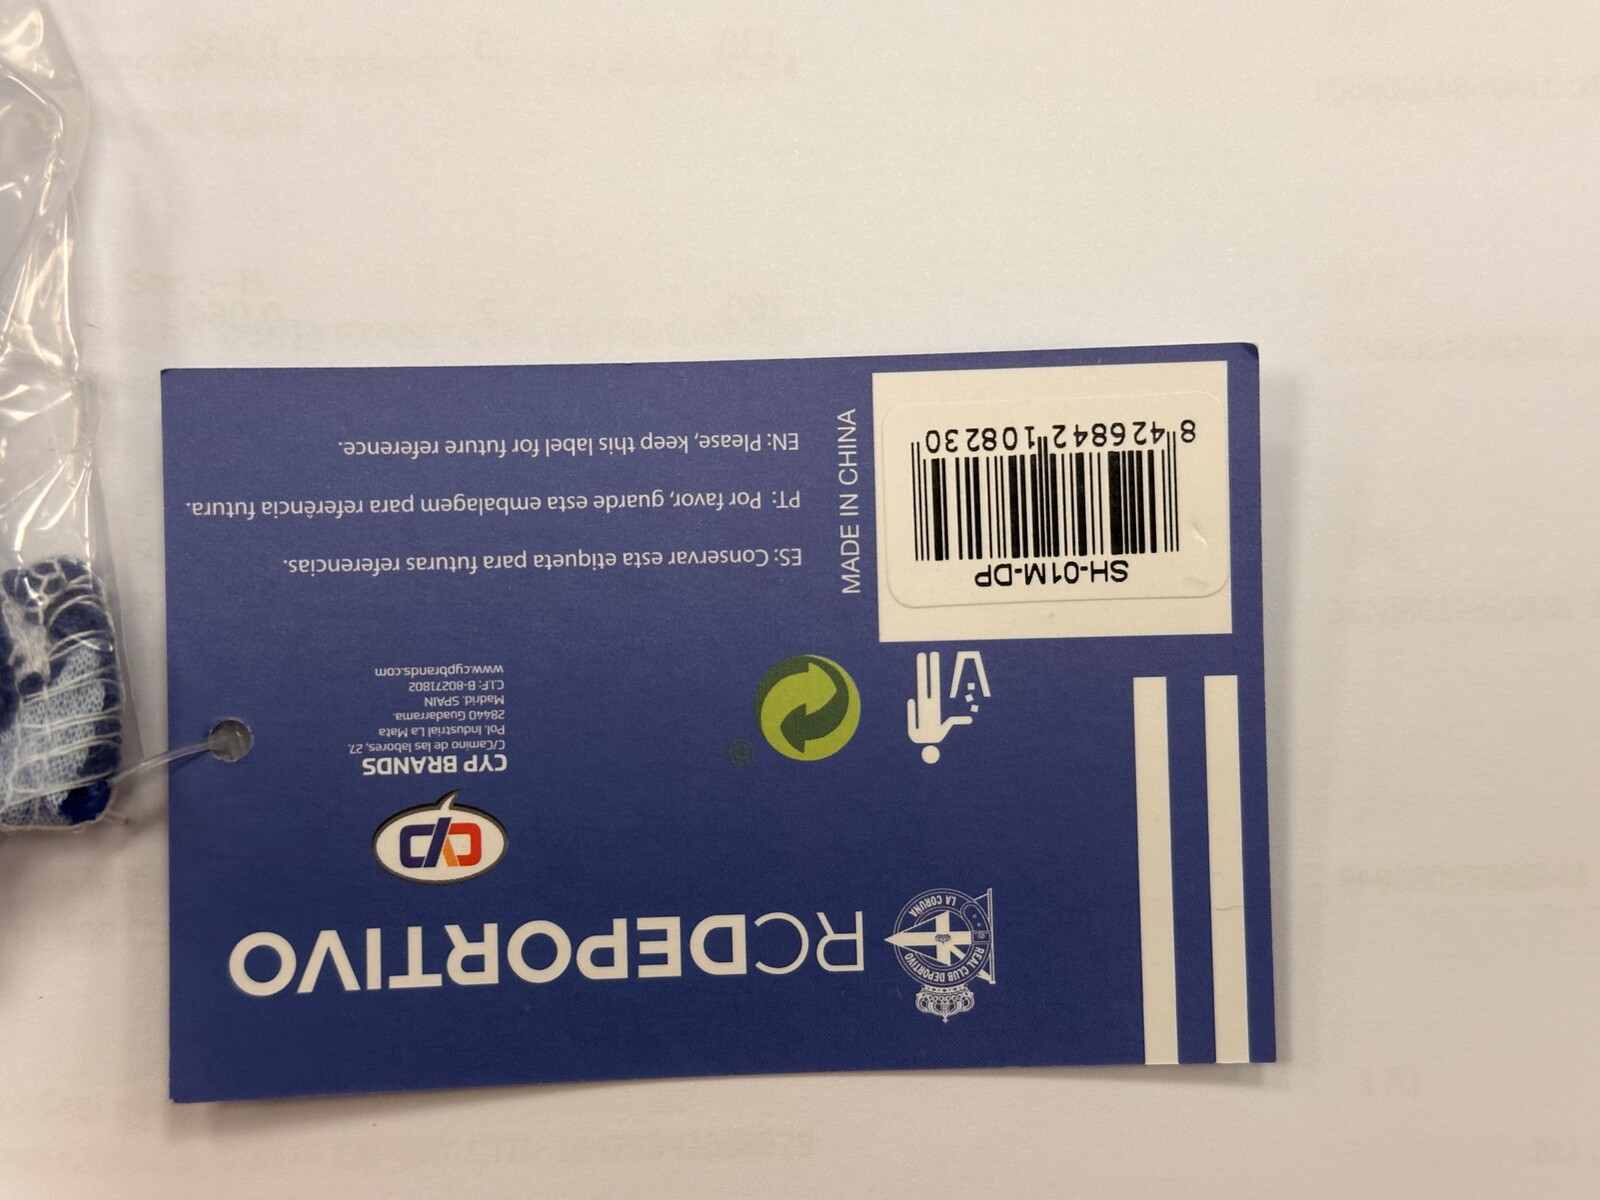 RCDEPORTIVO
REAL CLUB DEPORTIVO
LA CORUÑA
CYP BRANDS
C/Camino de las labores, 27.
Pol. Industrial La Mata
28440 Guadarrama.
Madrid. SPAIN
C.I.F: B-80271802
www.cypbrands.com
ES: Conservar esta etiqueta para futuras referencias.
PT: Por favor, guarde esta embalagem para referência futura.
EN: Please, keep this label for future reference.
MADE IN CHINA
SH-01M-DP
8 426842 108230